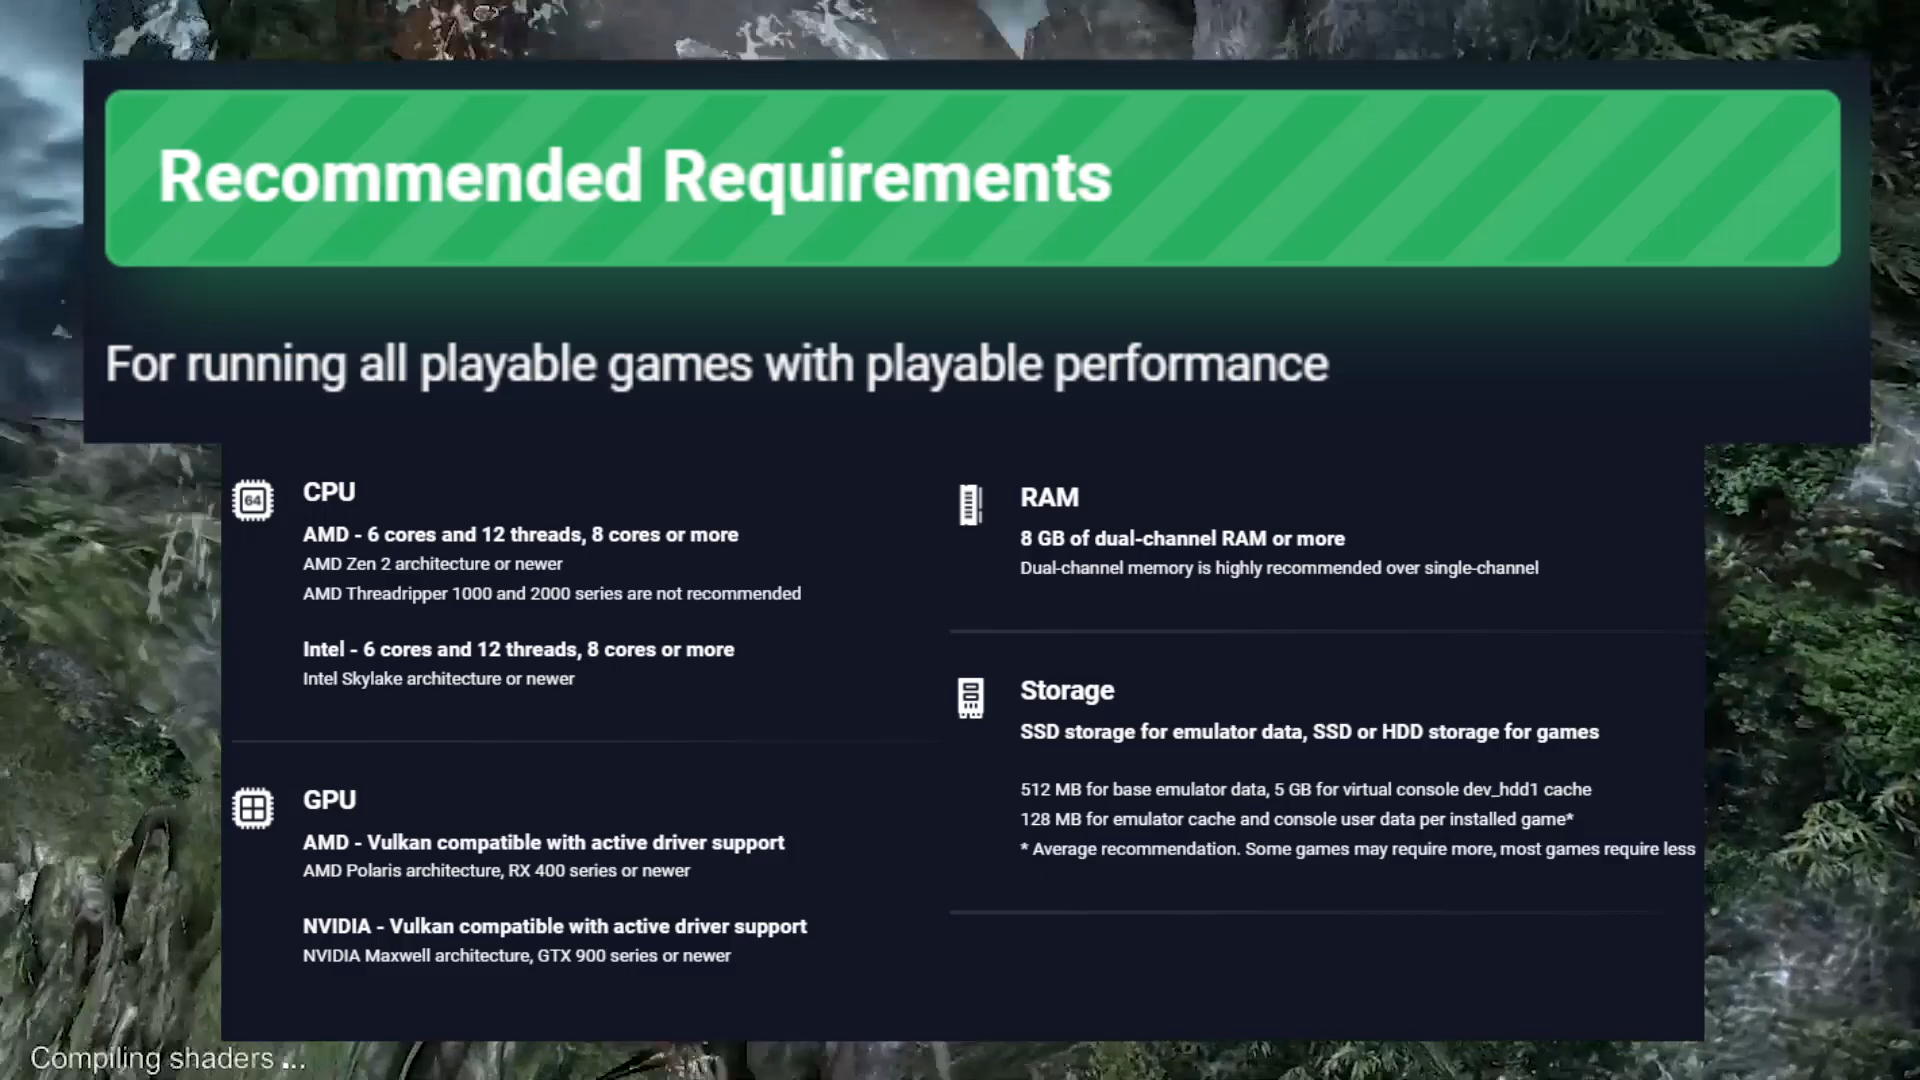 Recommended Requirements
For running all playable games with playable performance
64
CPU
AMD - 6 cores and 12 threads, 8 cores or more
AMD Zen 2 architecture or newer
AMD Threadripper 1000 and 2000 series are not recommended
Intel - 6 cores and 12 threads, 8 cores or more
Intel Skylake architecture or newer
GPU
AMD - Vulkan compatible with active driver support
AMD Polaris architecture, RX 400 series or newer
NVIDIA - Vulkan compatible with active driver support
NVIDIA Maxwell architecture, GTX 900 series or newer
RAM
8 GB of dual-channel RAM or more
Dual-channel memory is highly recommended over single-channel
Storage
SSD storage for emulator data, SSD or HDD storage for games
512 MB for base emulator data, 5 GB for virtual console dev_hdd1 cache
128 MB for emulator cache and console user data per installed game*
* Average recommendation. Some games may require more, most games require less
Compiling shaders ...